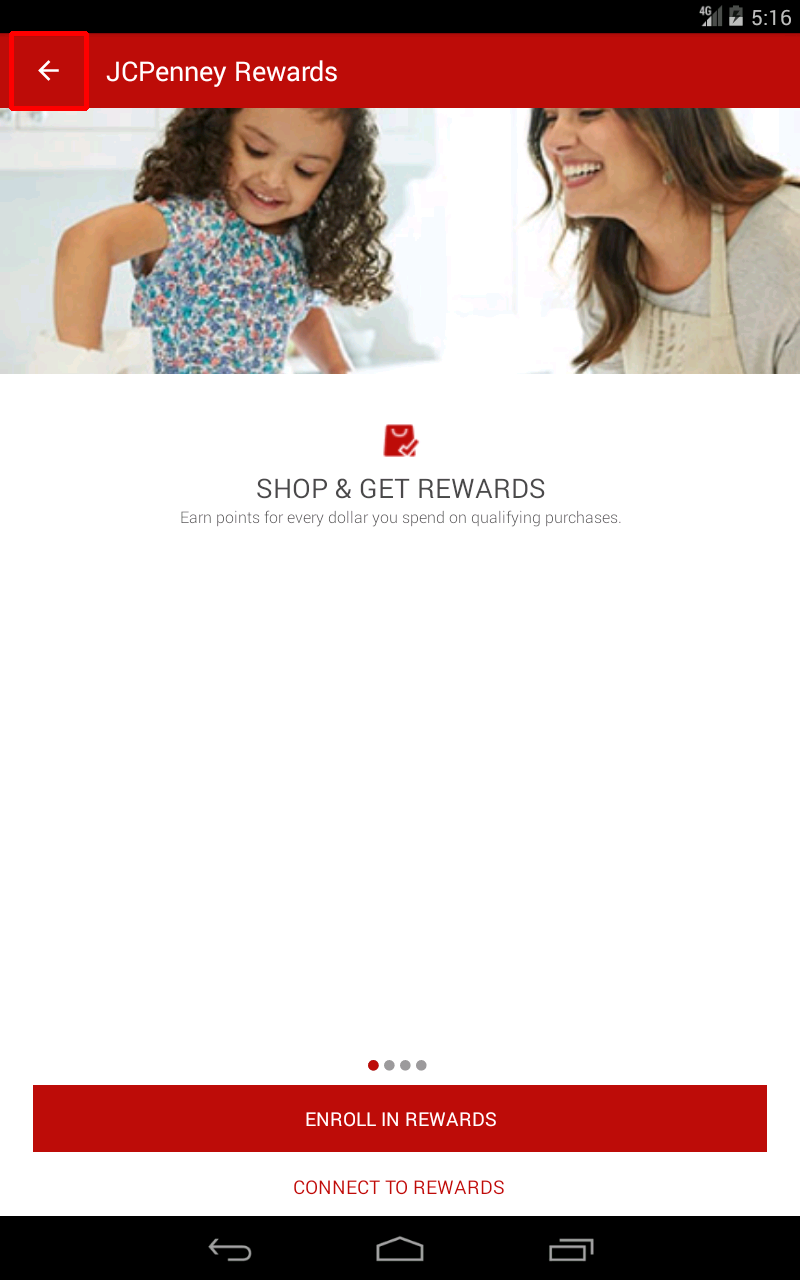 4G 5:16
JCPenney Rewards
SHOP & GET REWARDS
Earn points for every dollar you spend on qualifying purchases.
ENROLL IN REWARDS
CONNECT TO REWARDS